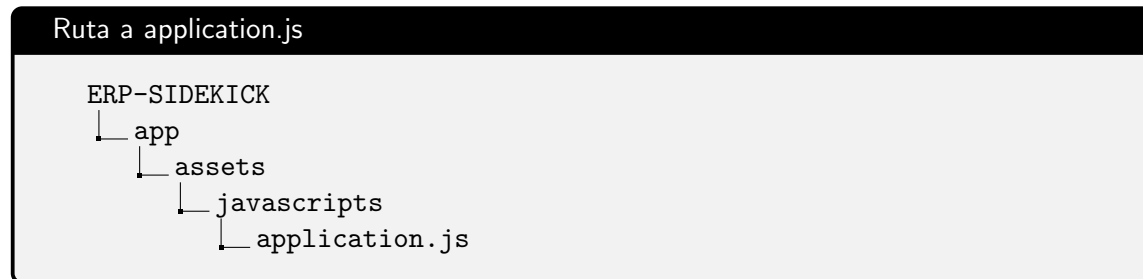 Ruta a application.js
ERP-SIDEKICK
app
assets
javascripts
application.js